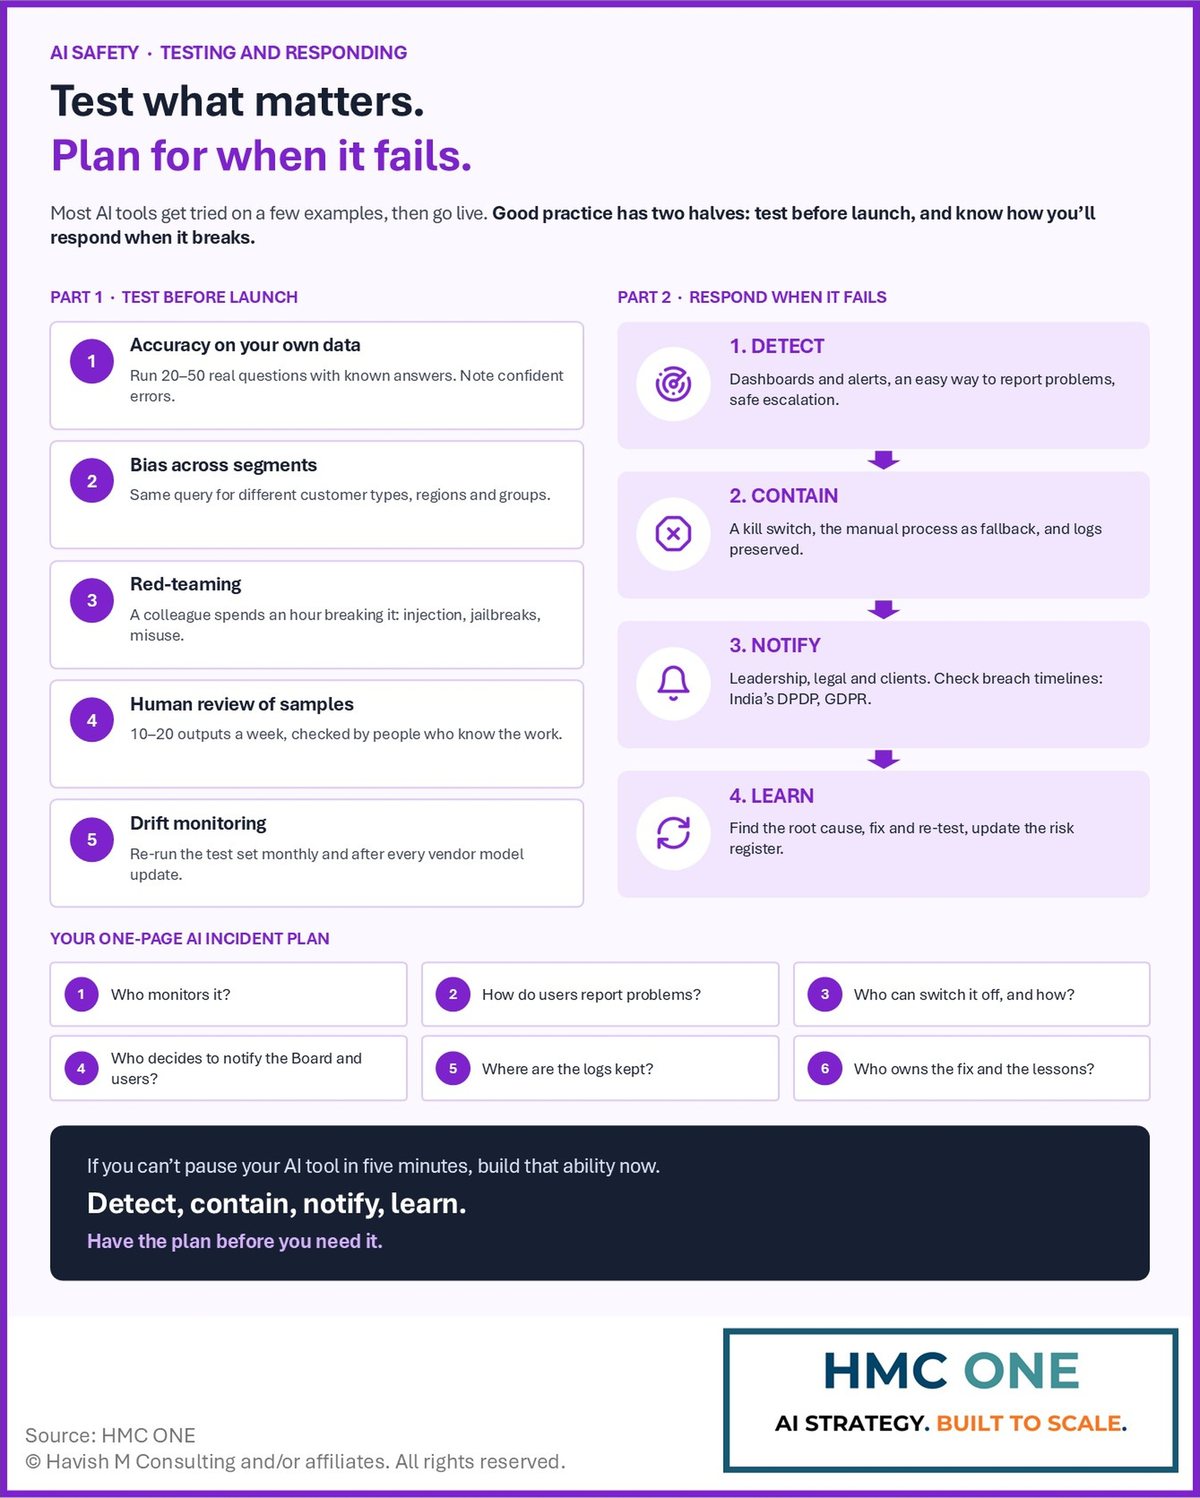 AI SAFETY · TESTING AND RESPONDING
Test what matters.
Plan for when it fails.
Most AI tools get tried on a few examples, then go live. Good practice has two halves: test before launch, and know how you’ll
respond when it breaks.
PART 1 · TEST BEFORE LAUNCH
1
Accuracy on your own data
Run 20–50 real questions with known answers. Note confident
errors.
2
Bias across segments
Same query for different customer types, regions and groups.
3
Red-teaming
A colleague spends an hour breaking it: injection, jailbreaks,
misuse.
4
Human review of samples
10–20 outputs a week, checked by people who know the work.
5
Drift monitoring
Re-run the test set monthly and after every vendor model
update.
PART 2 · RESPOND WHEN IT FAILS
1. DETECT
Dashboards and alerts, an easy way to report problems,
safe escalation.
2. CONTAIN
A kill switch, the manual process as fallback, and logs
preserved.
3. NOTIFY
Leadership, legal and clients. Check breach timelines:
India’s DPDP, GDPR.
4. LEARN
Find the root cause, fix and re-test, update the risk
register.
YOUR ONE-PAGE AI INCIDENT PLAN
1 Who monitors it?
2 How do users report problems?
3 Who can switch it off, and how?
4 Who decides to notify the Board and
users?
5 Where are the logs kept?
6 Who owns the fix and the lessons?
If you can’t pause your AI tool in five minutes, build that ability now.
Detect, contain, notify, learn.
Have the plan before you need it.
HMC ONE
AI STRATEGY. BUILT TO SCALE.
Source: HMC ONE
© Havish M Consulting and/or affiliates. All rights reserved.